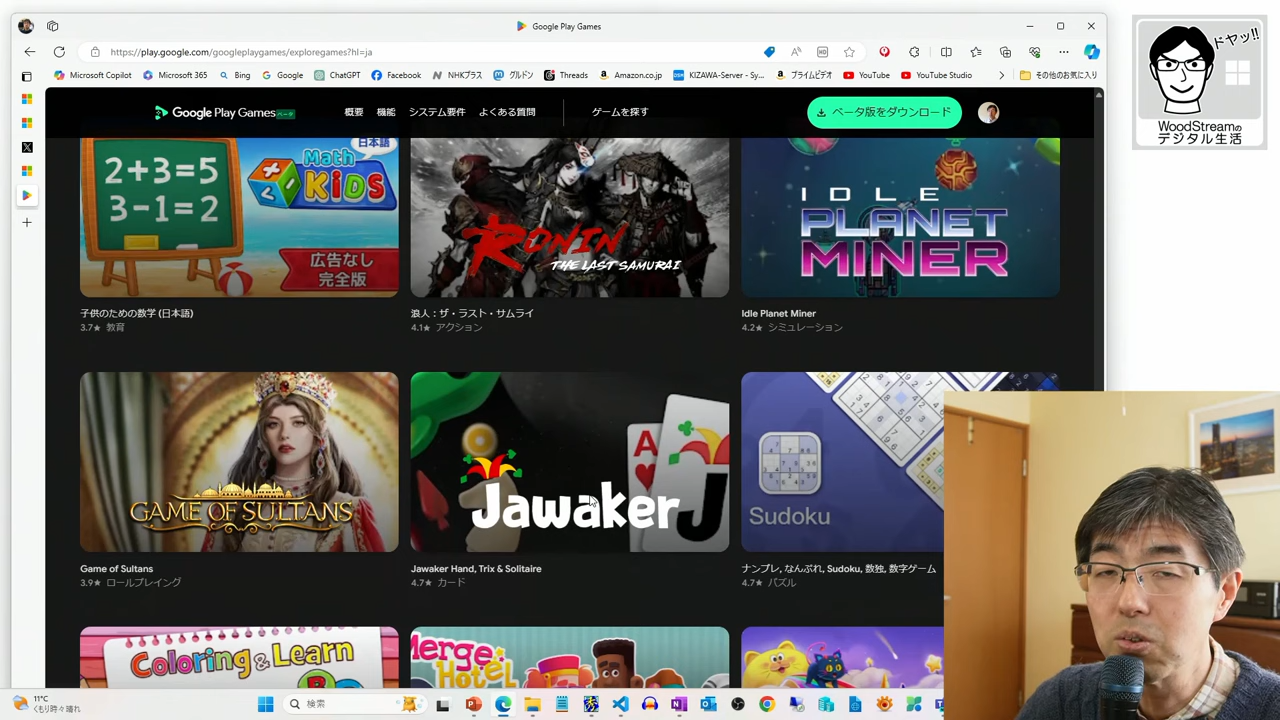 Google Play Games
ドヤッ!!
https://play.google.com/googleplaygames/exploregames?hl=ja
Microsoft Copilot
Microsoft 365
Bing
Google
ChatGPT
Facebook
NHKプラス
グルドン
Threads
Amazon.co.jp
KIZAWA-Server - Sy...
プライムビデオ
YouTube
YouTube Studio
その他のお気に入り
WoodStreamの
デジタル生活
Google Play Games ベータ
概要
機能
システム要件
よくある質問
ゲームを探す
ベータ版をダウンロード
2+3=5
3-1=2
Math
KiDS
日本語
広告なし
完全版
RONIN
THE LAST SAMURAI
IDLE
PLANET
MINER
子供のための数学 (日本語)
3.7★ 教育
浪人：ザ・ラスト・サムライ
4.1★ アクション
Idle Planet Miner
4.2★ シミュレーション
GAME OF SULTANS
A
J
Jawaker
Sudoku
Game of Sultans
3.9★ ロールプレイング
Jawaker Hand, Trix & Solitaire
4.7★ カード
ナンプレ, なんぷれ, Sudoku, 数独, 数字ゲーム
4.7★ パズル
Coloring & Learn
Merge
Hotel
11°C
くもり時々晴れ
検索